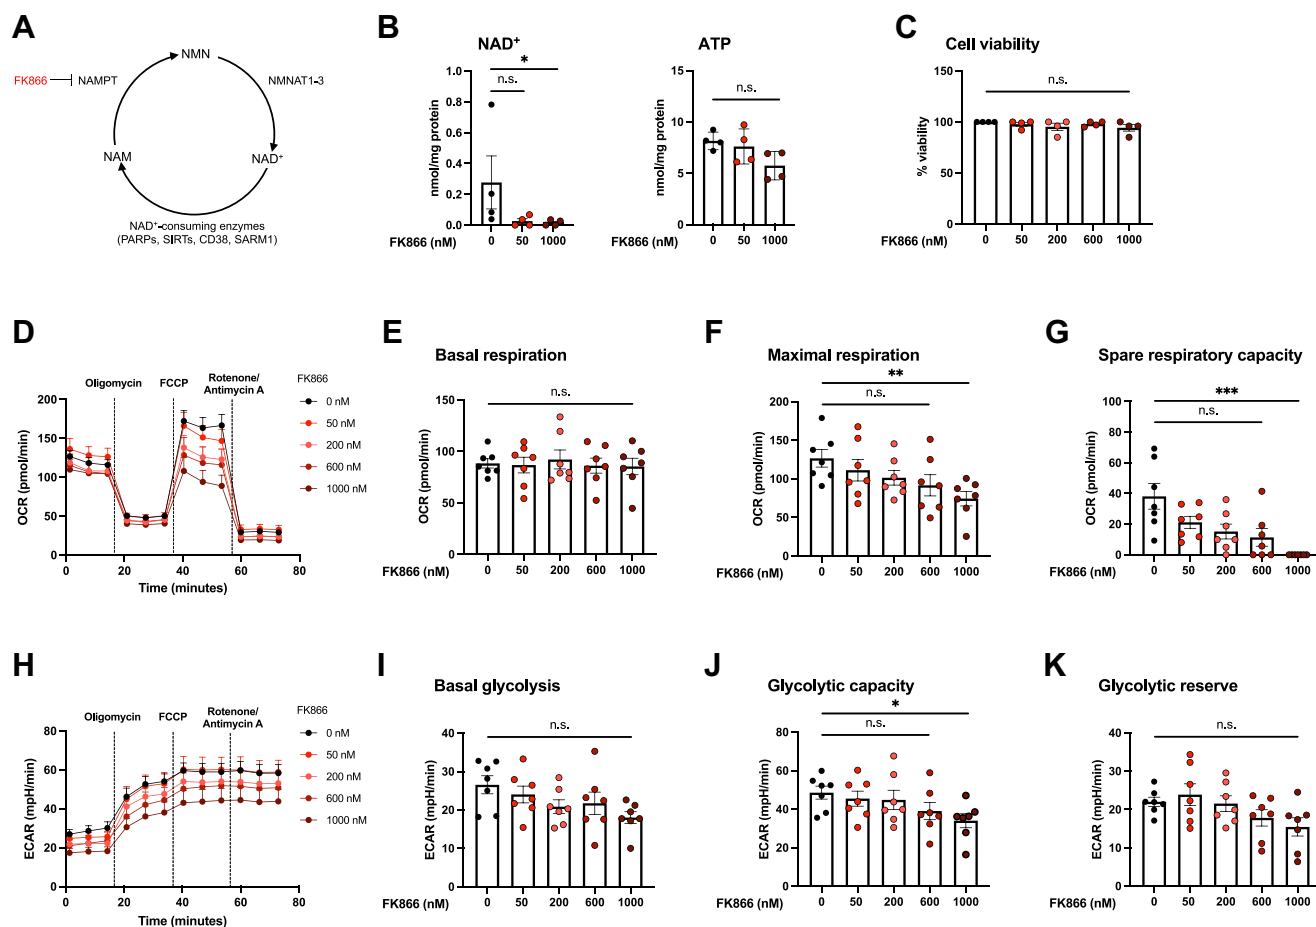 A
NMN
FK866
NAMPT
NMNAT1-3
NAM
NAD⁺
NAD⁺-consuming enzymes
(PARPs, SIRTs, CD38, SARM1)
B
NAD⁺
*
n.s.
nmol/mg protein
1.0
0.8
0.6
0.4
0.2
0.0
FK866 (nM)
0
50
1000
ATP
n.s.
nmol/mg protein
15
10
5
0
FK866 (nM)
0
50
1000
C
Cell viability
n.s.
% viability
150
100
50
0
FK866 (nM)
0
50
200
600
1000
D
Oligomycin
FCCP
Rotenone/
Antimycin A
FK866
0 nM
50 nM
200 nM
600 nM
1000 nM
OCR (pmol/min)
200
150
100
50
0
0
20
40
60
80
Time (minutes)
E
Basal respiration
n.s.
OCR (pmol/min)
150
100
50
0
FK866 (nM)
0
50
200
600
1000
F
Maximal respiration
**
n.s.
OCR (pmol/min)
200
150
100
50
0
FK866 (nM)
0
50
200
600
1000
G
Spare respiratory capacity
***
n.s.
OCR (pmol/min)
100
80
60
40
20
0
FK866 (nM)
0
50
200
600
1000
H
Oligomycin
FCCP
Rotenone/
Antimycin A
FK866
0 nM
50 nM
200 nM
600 nM
1000 nM
ECAR (mpH/min)
80
60
40
20
0
0
20
40
60
80
Time (minutes)
I
Basal glycolysis
n.s.
ECAR (mpH/min)
40
30
20
10
0
FK866 (nM)
0
50
200
600
1000
J
Glycolytic capacity
*
n.s.
ECAR (mpH/min)
80
60
40
20
0
FK866 (nM)
0
50
200
600
1000
K
Glycolytic reserve
n.s.
ECAR (mpH/min)
40
30
20
10
0
FK866 (nM)
0
50
200
600
1000